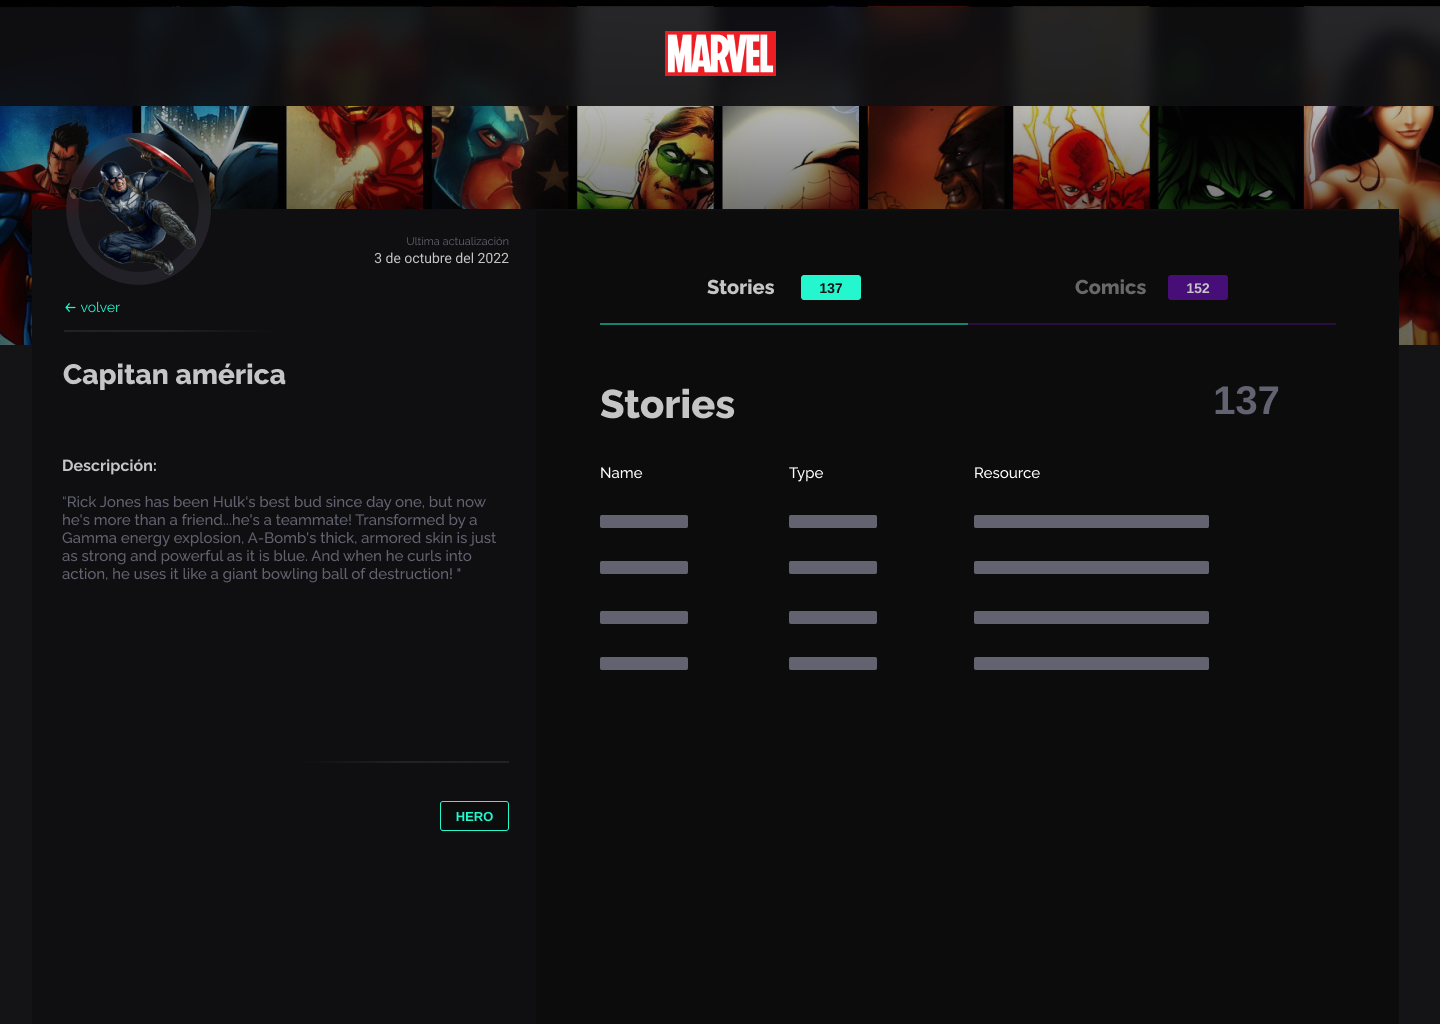 MARVEL
Ultima actualización
3 de octubre del 2022
← volver
Capitan américa
Descripción:
"Rick Jones has been Hulk's best bud since day one, but now
he's more than a friend...he's a teammate! Transformed by a
Gamma energy explosion, A-Bomb's thick, armored skin is just
as strong and powerful as it is blue. And when he curls into
action, he uses it like a giant bowling ball of destruction! "
HERO
Stories 137 Comics 152
Stories 137
Name Type Resource